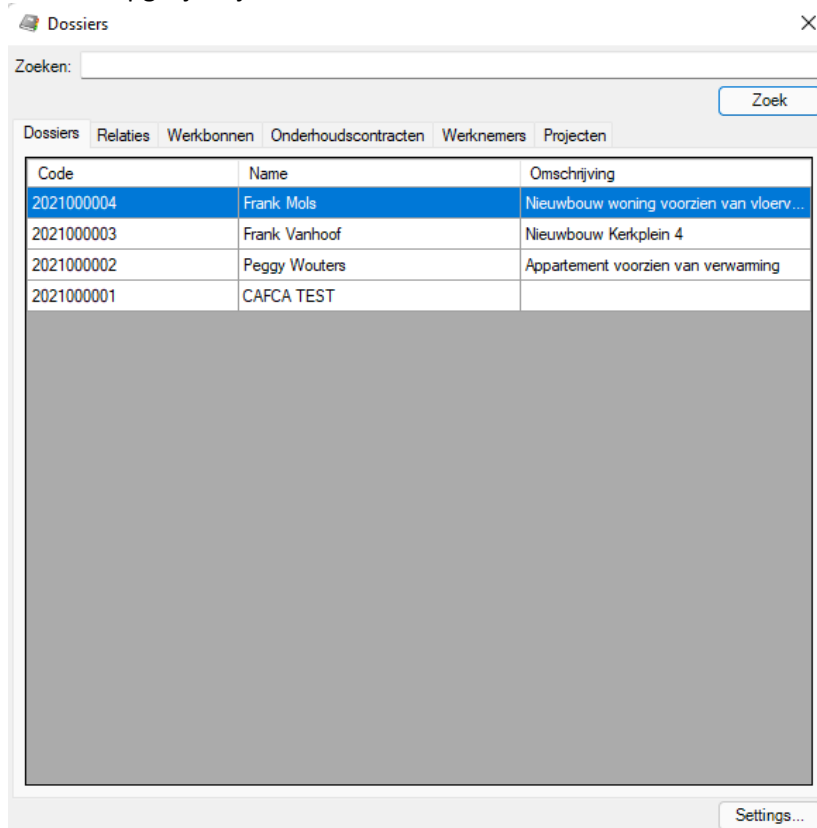 Dossiers
Zoeken:
Zoek
Dossiers Relaties Werkbonnen Onderhoudscontracten Werknemers Projecten
Code Name Omschrijving
2021000004 Frank Mols Nieuwbouw woning voorzien van vloerv...
2021000003 Frank Vanhoof Nieuwbouw Kerkplein 4
2021000002 Peggy Wouters Appartement voorzien van verwarming
2021000001 CAFCA TEST
Settings...